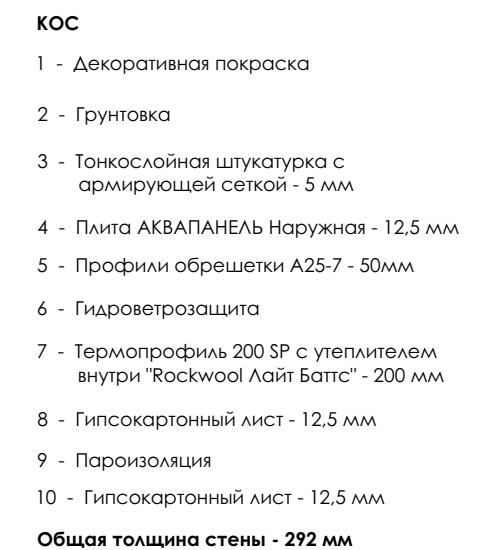 КОС
1 - Декоративная покраска
2 - Грунтовка
3 - Тонкослойная штукатурка с
армирующей сеткой - 5 мм
4 - Плита АКВАПАНЕЛЬ Наружная - 12,5 мм
5 - Профили обрешетки А25-7 - 50мм
6 - Гидроветрозащита
7 - Термопрофиль 200 SP с утеплителем
внутри "Rockwool Лайт Баттс" - 200 мм
8 - Гипсокартонный лист - 12,5 мм
9 - Пароизоляция
10 - Гипсокартонный лист - 12,5 мм
Общая толщина стены - 292 мм